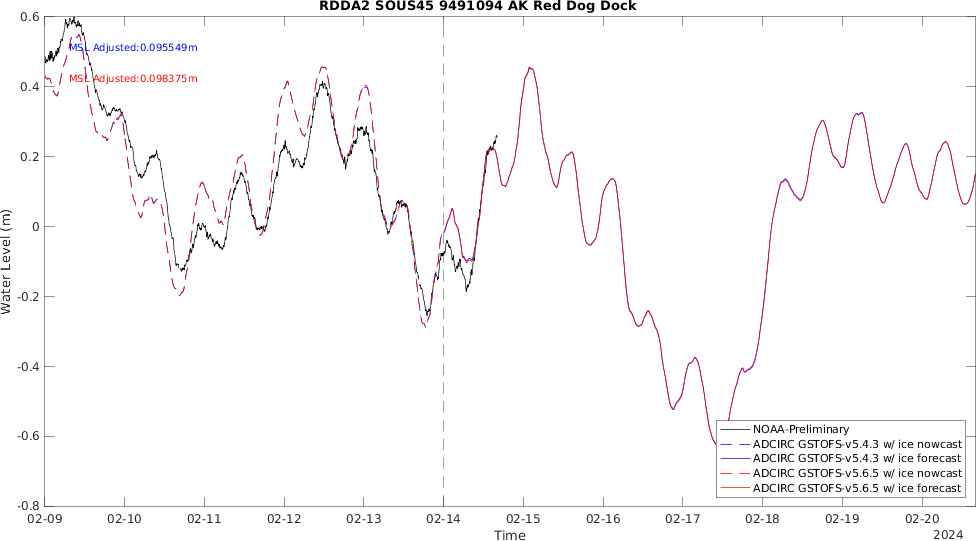 RDDA2 SOUS45 9491094 AK Red Dog Dock
MSL Adjusted:0.095549m
MSL Adjusted:0.098375m
Water Level (m)
0.6
0.4
0.2
0
-0.2
-0.4
-0.6
-0.8
NOAA-Preliminary
ADCIRC GSTOFS-v5.4.3 w/ ice nowcast
ADCIRC GSTOFS-v5.4.3 w/ ice forecast
ADCIRC GSTOFS-v5.6.5 w/ ice nowcast
ADCIRC GSTOFS-v5.6.5 w/ ice forecast
02-09 02-10 02-11 02-12 02-13 02-14 02-15 02-16 02-17 02-18 02-19 02-20
Time
2024